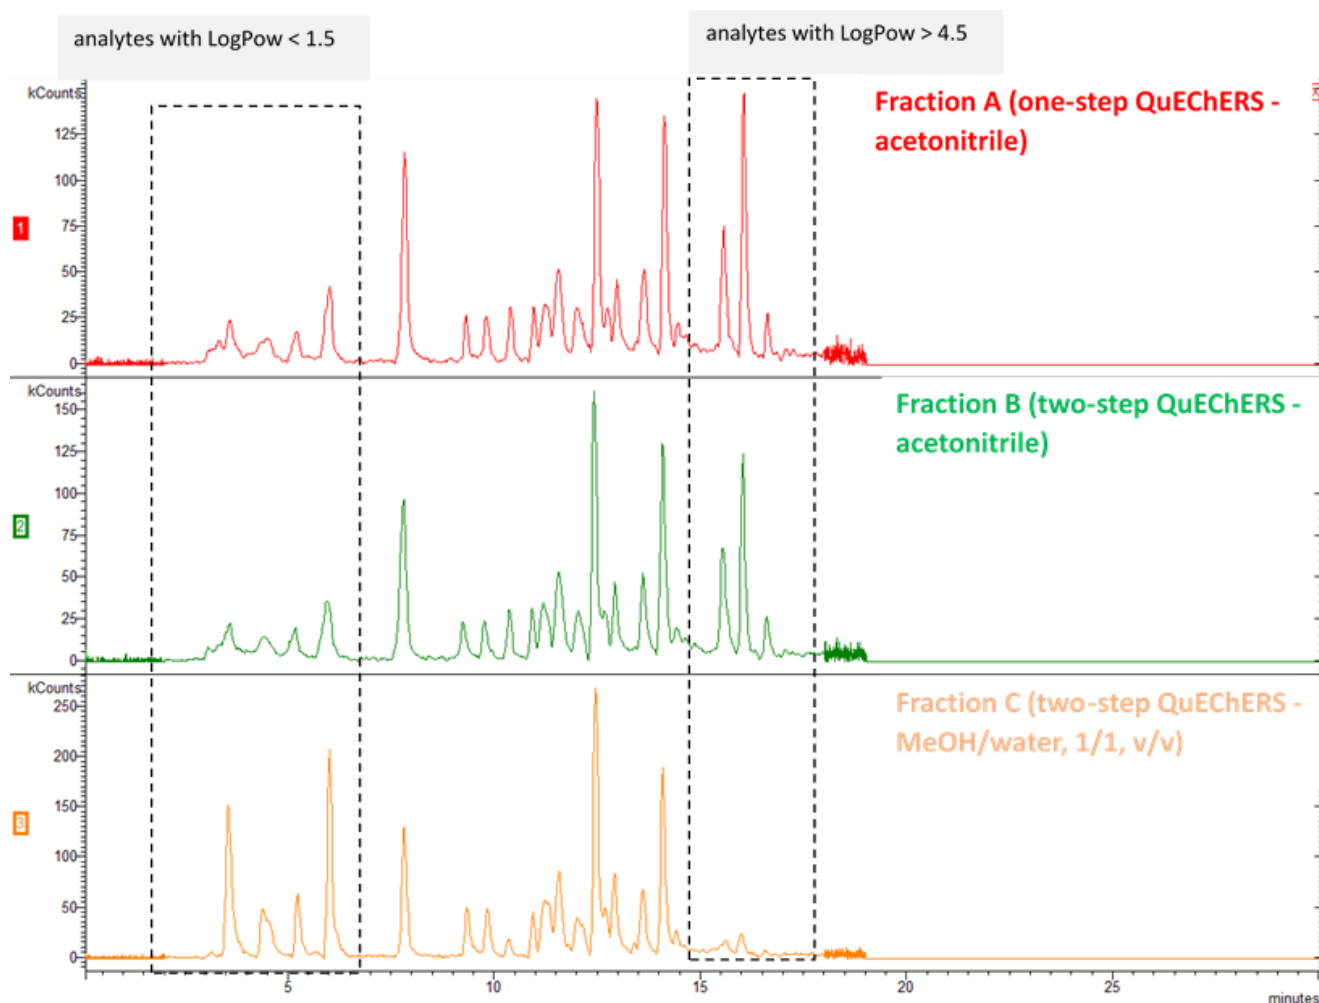 analytes with LogPow < 1.5
analytes with LogPow > 4.5
kCounts
125
100
75
50
25
0
1
Fraction A (one-step QuEChERS -
acetonitrile)
kCounts
150
125
100
75
50
25
0
2
Fraction B (two-step QuEChERS -
acetonitrile)
kCounts
250
200
150
100
50
0
3
Fraction C (two-step QuEChERS -
MeOH/water, 1/1, v/v)
5
10
15
20
25
minutes